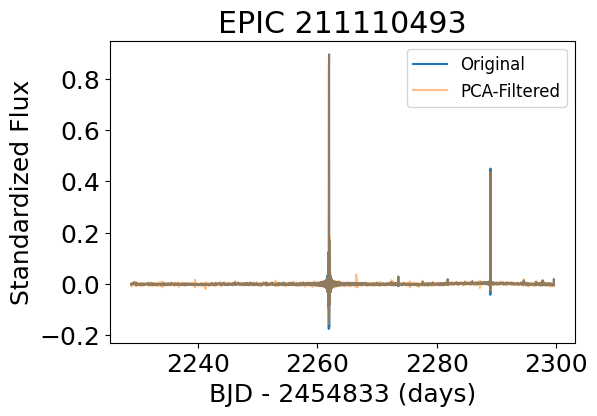 EPIC 211110493
Original
PCA-Filtered
Standardized Flux
0.8
0.6
0.4
0.2
0.0
−0.2
2240
2260
2280
2300
BJD - 2454833 (days)